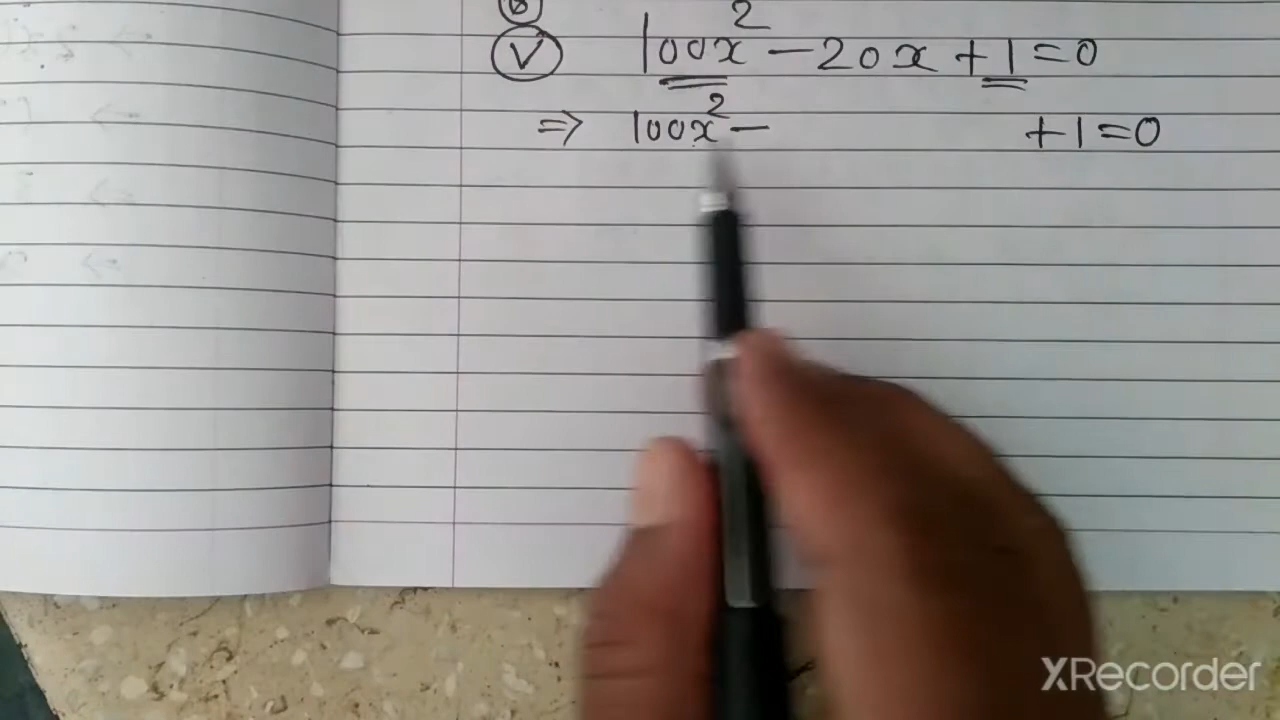 (V) 100x² - 20x + 1 = 0
⇒ 100x² - + 1 = 0
XRecorder